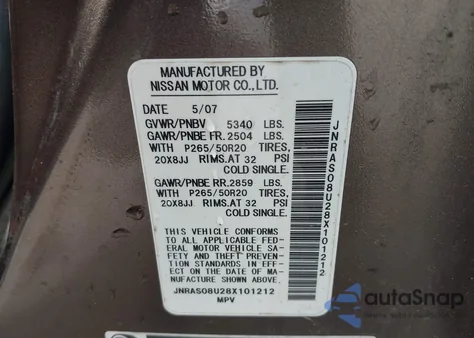 MANUFACTURED BY
NISSAN MOTOR CO., LTD.
DATE 5/07
GVWR/PNBV 5340 LBS.
GAWR/PNBE FR. 2504 LBS.
WITH P265/50R20 TIRES,
20X8JJ RIMS. AT 32 PSI
COLD SINGLE.
GAWR/PNBE RR. 2859 LBS.
WITH P265/50R20 TIRES,
20X8JJ RIMS. AT 32 PSI
COLD SINGLE.
THIS VEHICLE CONFORMS
TO ALL APPLICABLE FED-
ERAL MOTOR VEHICLE SA-
FETY AND THEFT PREVEN-
TION STANDARDS IN EFF-
ECT ON THE DATE OF MA-
NUFACTURE SHOWN ABOVE.
JNRAS08U28X101212
MPV
JNRAS08U28X101212
autoSnap
POWERED BY CARFAST